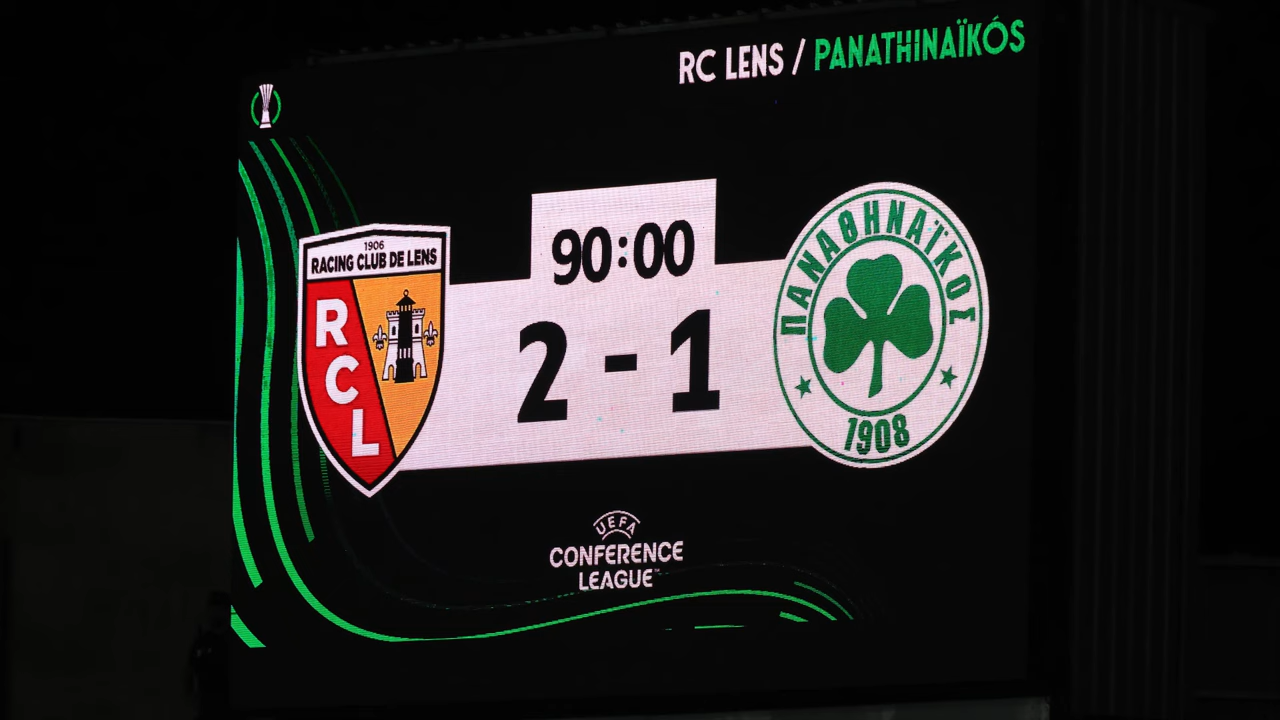 RC LENS / PANATHINAÏKÓS
1906
RACING CLUB DE LENS
RCL
90:00
2 - 1
ΠΑΝΑΘΗΝΑΪΚΟΣ
1908
UEFA
CONFERENCE
LEAGUE